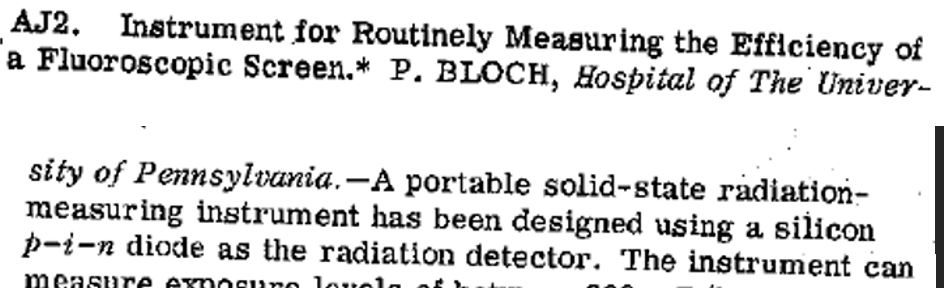 AJ2. Instrument for Routinely Measuring the Efficiency of
a Fluoroscopic Screen.* P. BLOCH, Hospital of The Univer-
sity of Pennsylvania.—A portable solid-state radiation-
measuring instrument has been designed using a silicon
p-i-n diode as the radiation detector. The instrument can
measure exposure levels of